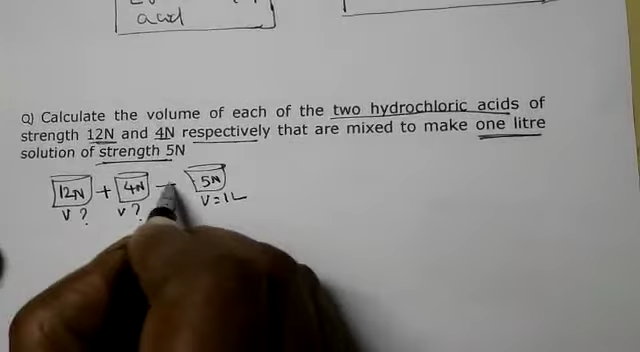 acid
Q) Calculate the volume of each of the two hydrochloric acids of
strength 12N and 4N respectively that are mixed to make one litre
solution of strength 5N
12N + 4N 5N
V ? V ? V = 1L